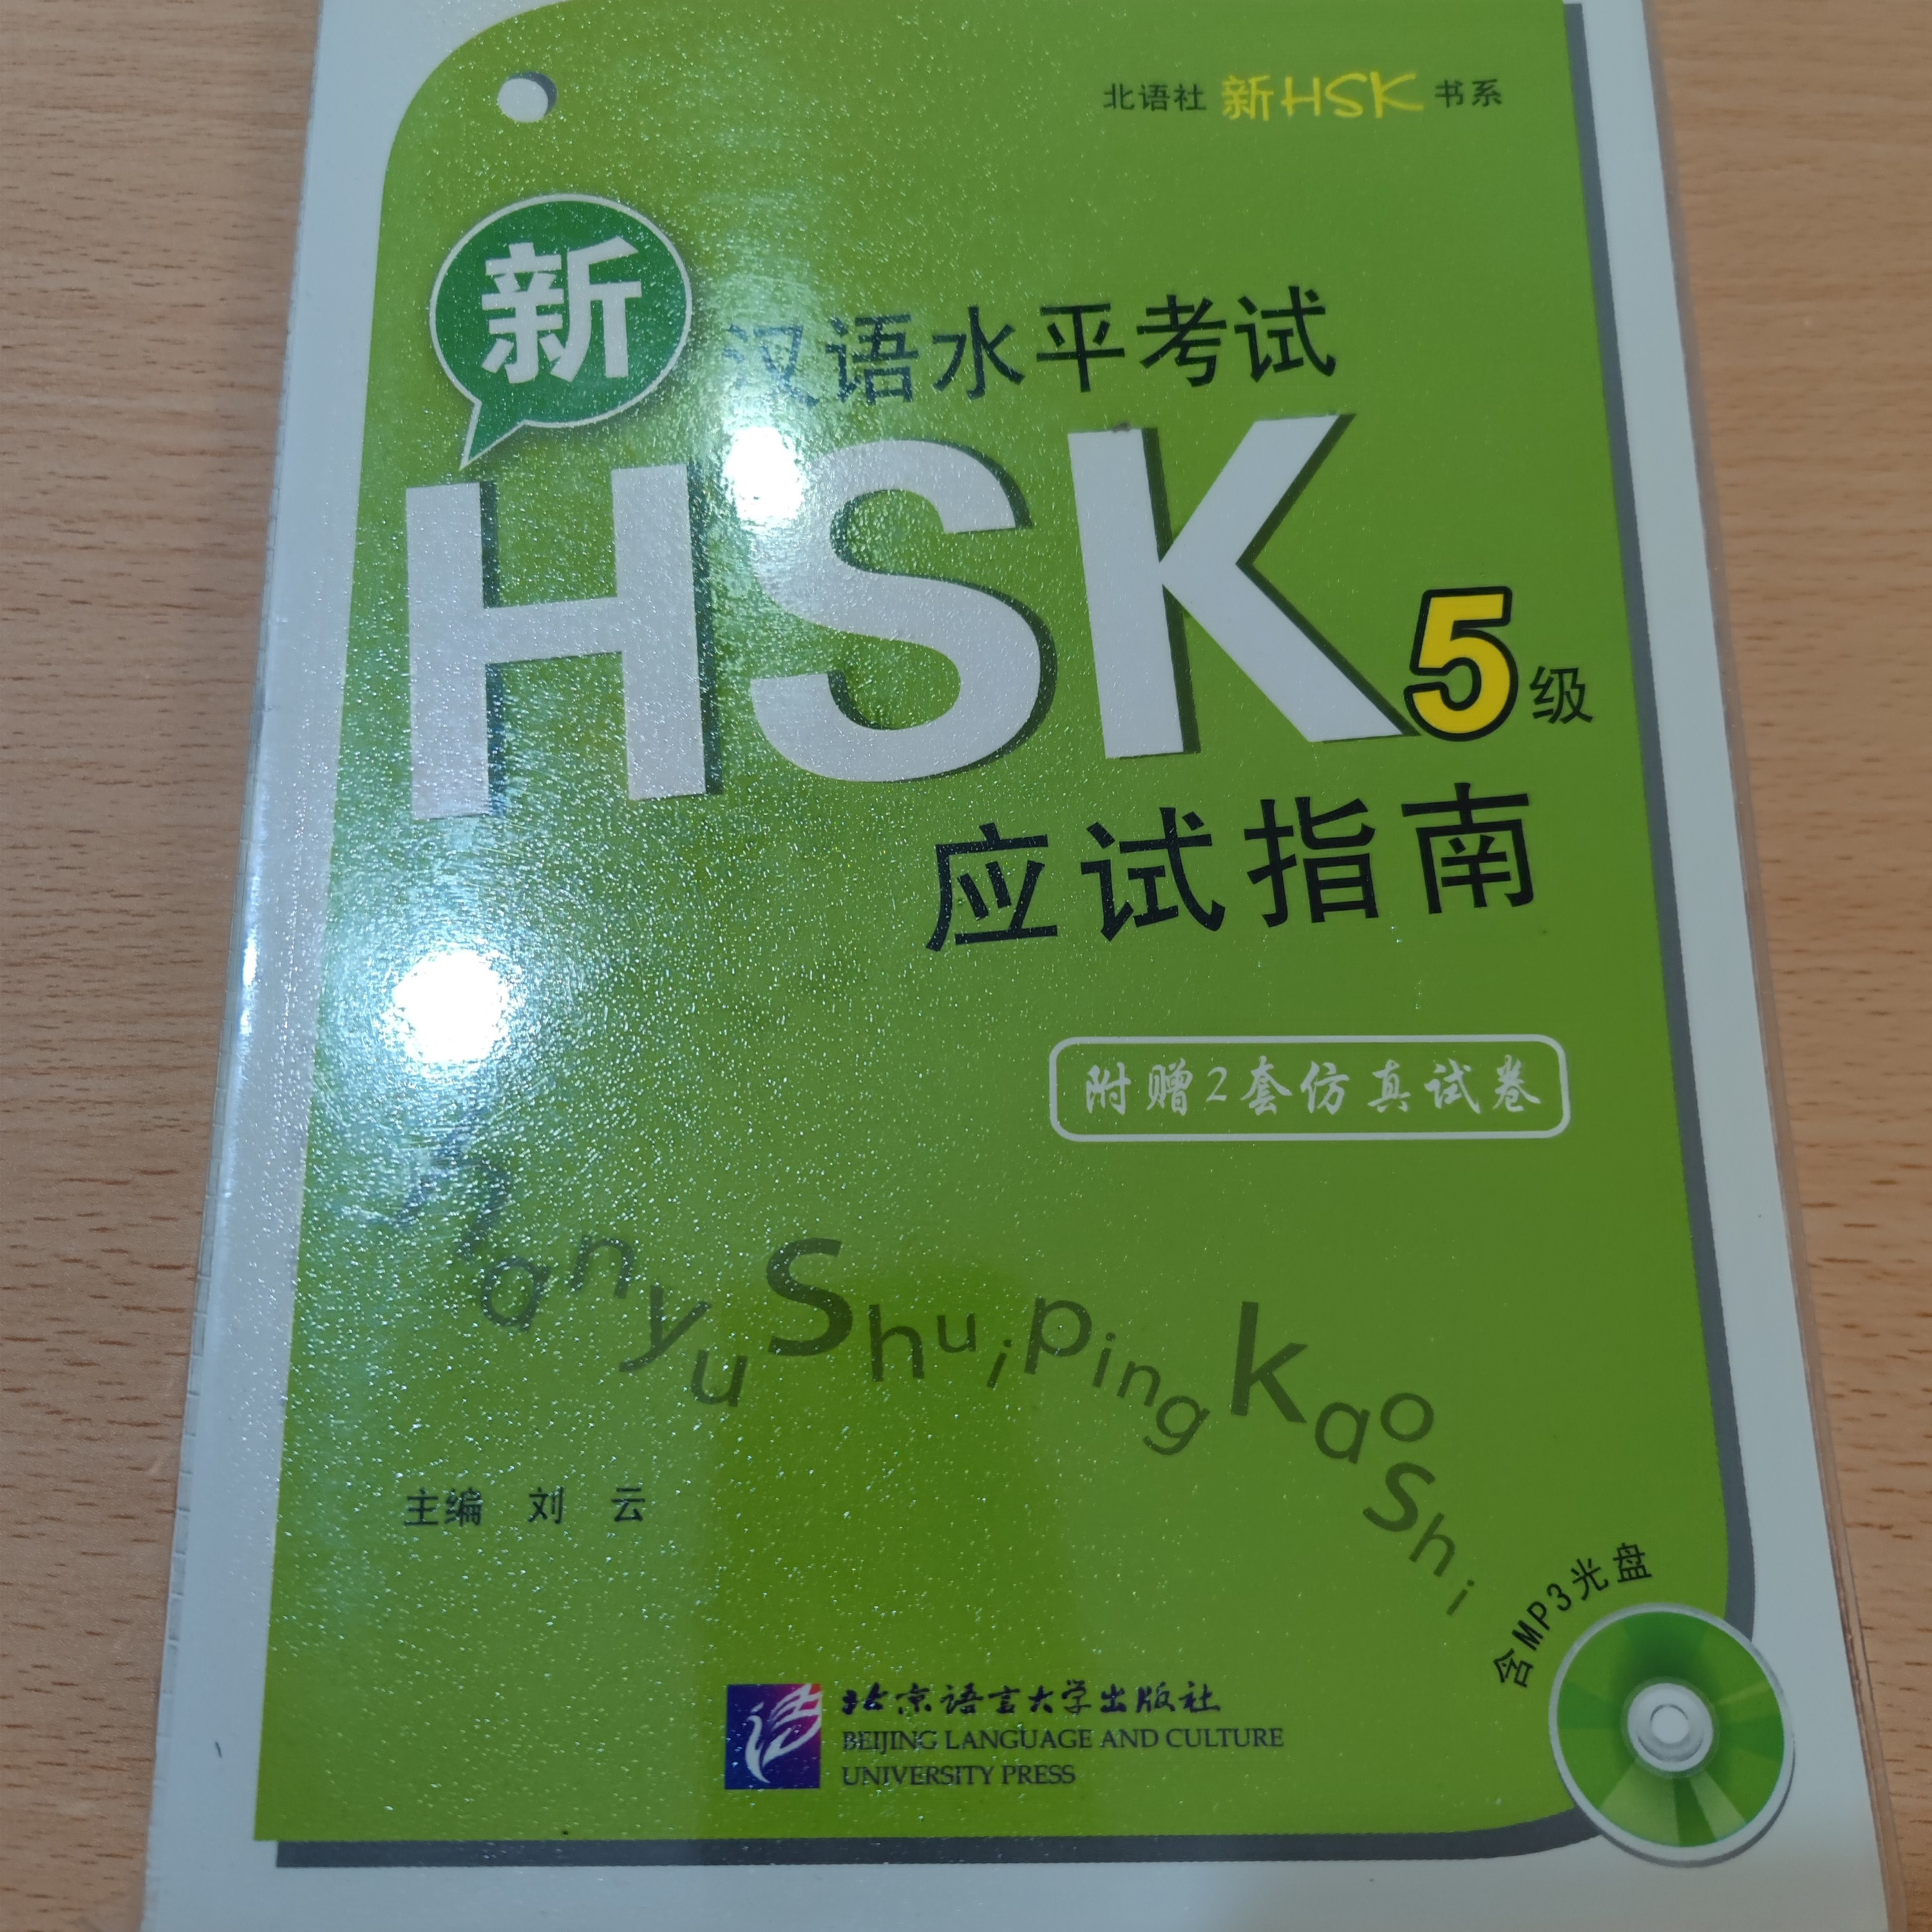 北语社 新HSK 书系
新
汉语水平考试
HSK 5级
应试指南
附赠2套仿真试卷
hanyu Shuiping kao Shi
主编 刘 云
含MP3光盘
北京语言大学出版社
BEIJING LANGUAGE AND CULTURE
UNIVERSITY PRESS